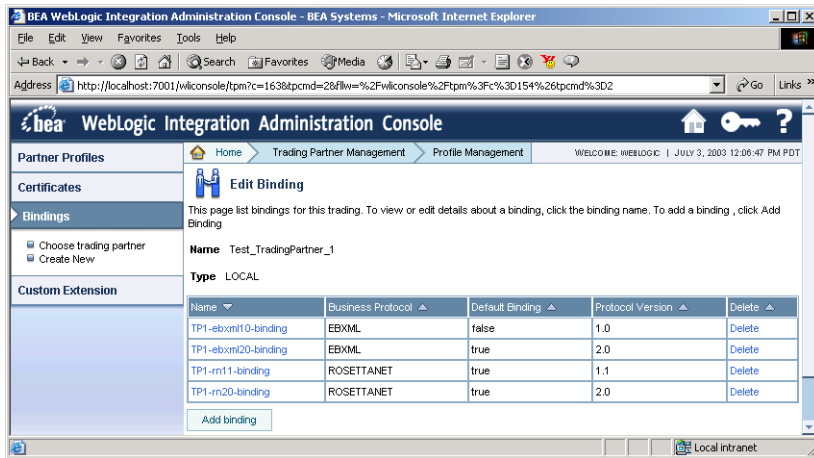 BEA WebLogic Integration Administration Console - BEA Systems - Microsoft Internet Explorer
File Edit View Favorites Tools Help
Back Search Favorites Media
Address http://localhost:7001/wliconsole/tpm?c=163&tpcmd=2&flw=%2Fwliconsole%2Ftpm%3Fc%3D154%26tpcmd%3D2 Go Links »
bea WebLogic Integration Administration Console ?
Partner Profiles
Certificates
Bindings
Choose trading partner
Create New
Custom Extension
Home Trading Partner Management Profile Management WELCOME: WEBLOGIC | JULY 3, 2003 12:06:47 PM PDT
Edit Binding
This page list bindings for this trading. To view or edit details about a binding, click the binding name. To add a binding , click Add
Binding
Name Test_TradingPartner_1
Type LOCAL
Name Business Protocol Default Binding Protocol Version Delete
TP1-ebxml10-binding EBXML false 1.0 Delete
TP1-ebxml20-binding EBXML true 2.0 Delete
TP1-rn11-binding ROSETTANET true 1.1 Delete
TP1-rn20-binding ROSETTANET true 2.0 Delete
Add binding
Local intranet